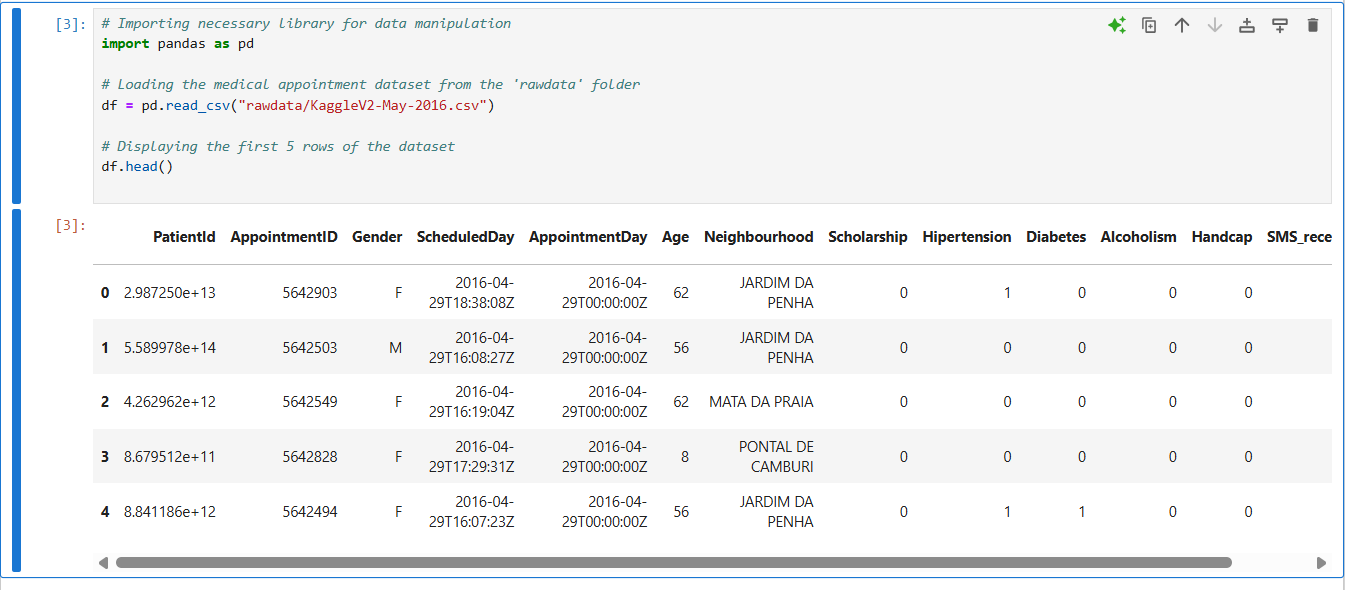 [3]: # Importing necessary library for data manipulation
import pandas as pd
# Loading the medical appointment dataset from the 'rawdata' folder
df = pd.read_csv("rawdata/KaggleV2-May-2016.csv")
# Displaying the first 5 rows of the dataset
df.head()
[3]:
PatientId AppointmentID Gender ScheduledDay AppointmentDay Age Neighbourhood Scholarship Hipertension Diabetes Alcoholism Handcap SMS_rece
0 2.987250e+13 5642903 F 2016-04-29T18:38:08Z 2016-04-29T00:00:00Z 62 JARDIM DA PENHA 0 1 0 0 0
1 5.589978e+14 5642503 M 2016-04-29T16:08:27Z 2016-04-29T00:00:00Z 56 JARDIM DA PENHA 0 0 0 0 0
2 4.262962e+12 5642549 F 2016-04-29T16:19:04Z 2016-04-29T00:00:00Z 62 MATA DA PRAIA 0 0 0 0 0
3 8.679512e+11 5642828 F 2016-04-29T17:29:31Z 2016-04-29T00:00:00Z 8 PONTAL DE CAMBURI 0 0 0 0 0
4 8.841186e+12 5642494 F 2016-04-29T16:07:23Z 2016-04-29T00:00:00Z 56 JARDIM DA PENHA 0 1 1 0 0